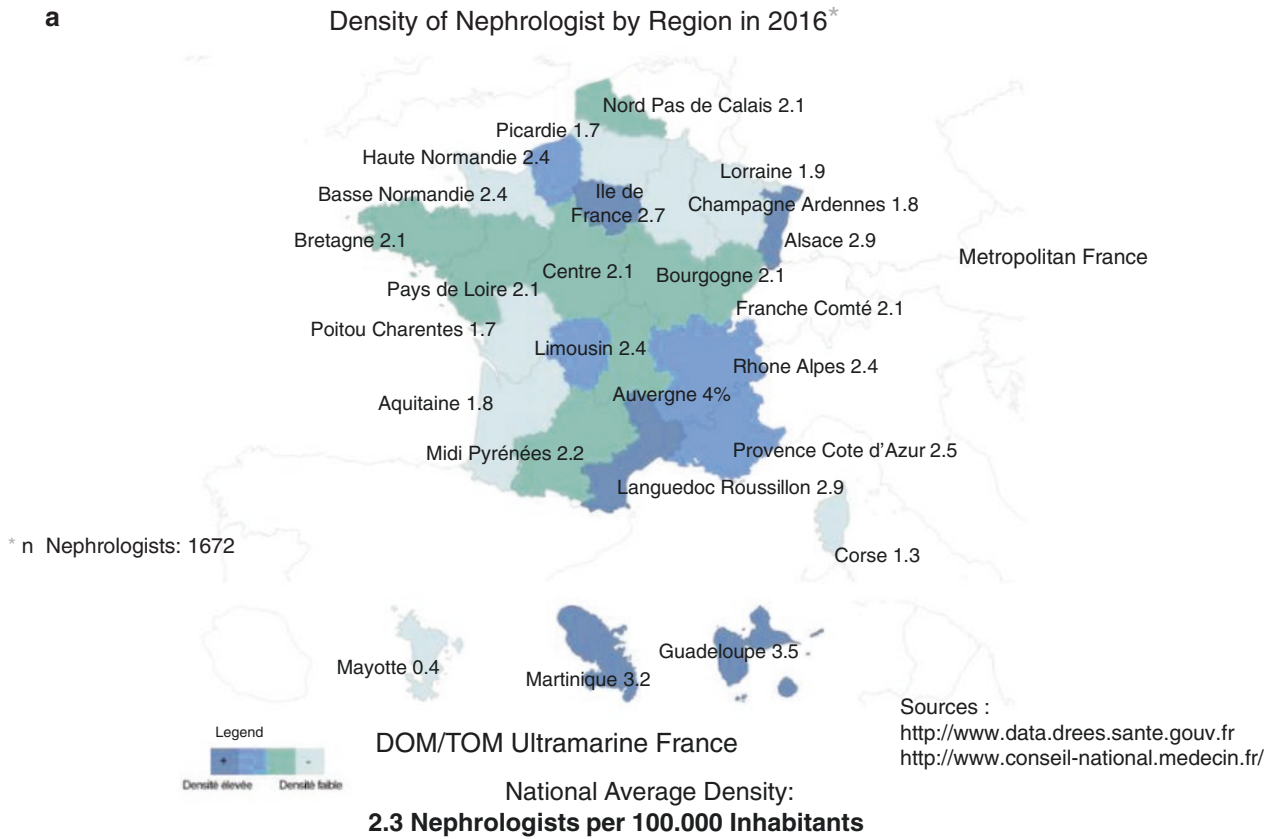 a
Density of Nephrologist by Region in 2016*
Nord Pas de Calais 2.1
Picardie 1.7
Haute Normandie 2.4
Lorraine 1.9
Basse Normandie 2.4
Ile de
France 2.7
Champagne Ardennes 1.8
Bretagne 2.1
Alsace 2.9
Metropolitan France
Centre 2.1
Bourgogne 2.1
Pays de Loire 2.1
Franche Comté 2.1
Poitou Charentes 1.7
Limousin 2.4
Rhone Alpes 2.4
Auvergne 4%
Aquitaine 1.8
Midi Pyrénées 2.2
Provence Cote d'Azur 2.5
Languedoc Roussillon 2.9
* n Nephrologists: 1672
Corse 1.3
Mayotte 0.4
Martinique 3.2
Guadeloupe 3.5
Legend
+
-
Densité élevée
Densité faible
DOM/TOM Ultramarine France
Sources :
http://www.data.drees.sante.gouv.fr
http://www.conseil-national.medecin.fr/
National Average Density:
2.3 Nephrologists per 100.000 Inhabitants